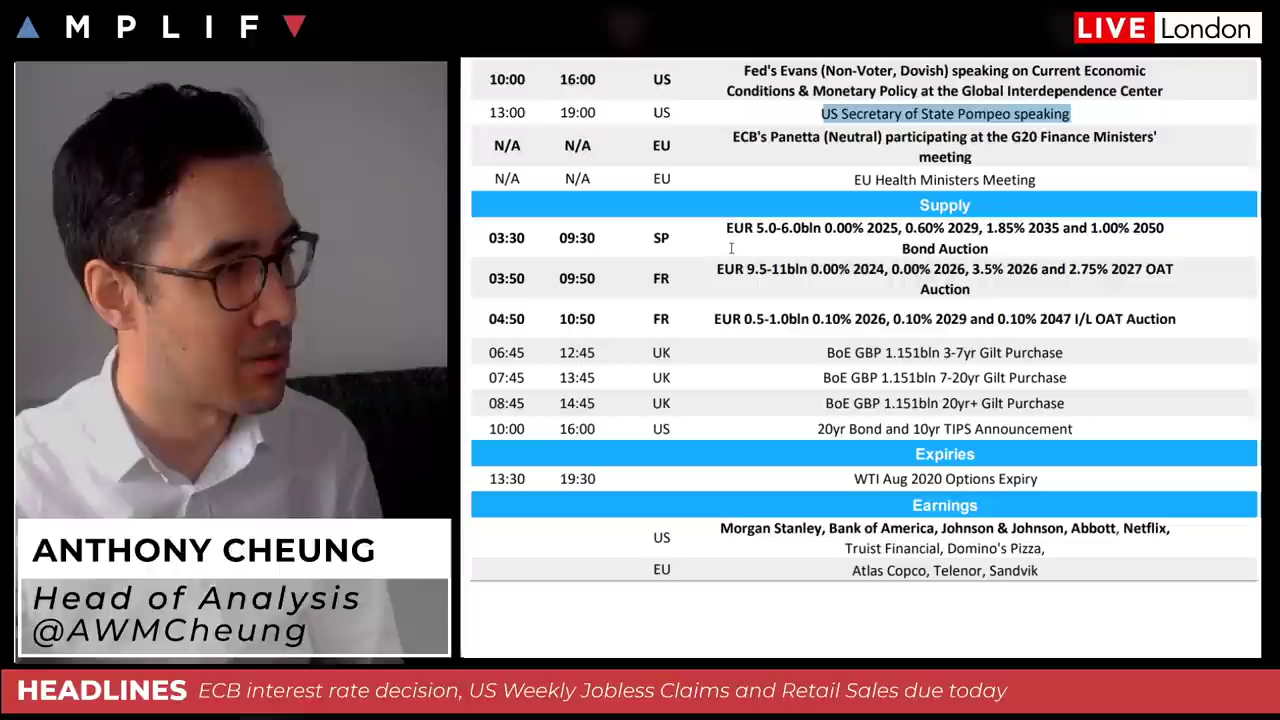 AMPLIFY
LIVE London
10:00 16:00 US Fed's Evans (Non-Voter, Dovish) speaking on Current Economic
Conditions & Monetary Policy at the Global Interdependence Center
13:00 19:00 US US Secretary of State Pompeo speaking
N/A N/A EU ECB's Panetta (Neutral) participating at the G20 Finance Ministers'
meeting
N/A N/A EU EU Health Ministers Meeting
Supply
03:30 09:30 SP EUR 5.0-6.0bln 0.00% 2025, 0.60% 2029, 1.85% 2035 and 1.00% 2050
Bond Auction
03:50 09:50 FR EUR 9.5-11bln 0.00% 2024, 0.00% 2026, 3.5% 2026 and 2.75% 2027 OAT
Auction
04:50 10:50 FR EUR 0.5-1.0bln 0.10% 2026, 0.10% 2029 and 0.10% 2047 I/L OAT Auction
06:45 12:45 UK BoE GBP 1.151bln 3-7yr Gilt Purchase
07:45 13:45 UK BoE GBP 1.151bln 7-20yr Gilt Purchase
08:45 14:45 UK BoE GBP 1.151bln 20yr+ Gilt Purchase
10:00 16:00 US 20yr Bond and 10yr TIPS Announcement
Expiries
13:30 19:30 WTI Aug 2020 Options Expiry
Earnings
US Morgan Stanley, Bank of America, Johnson & Johnson, Abbott, Netflix,
Truist Financial, Domino's Pizza,
EU Atlas Copco, Telenor, Sandvik
ANTHONY CHEUNG
Head of Analysis
@AWMCheung
HEADLINES ECB interest rate decision, US Weekly Jobless Claims and Retail Sales due today